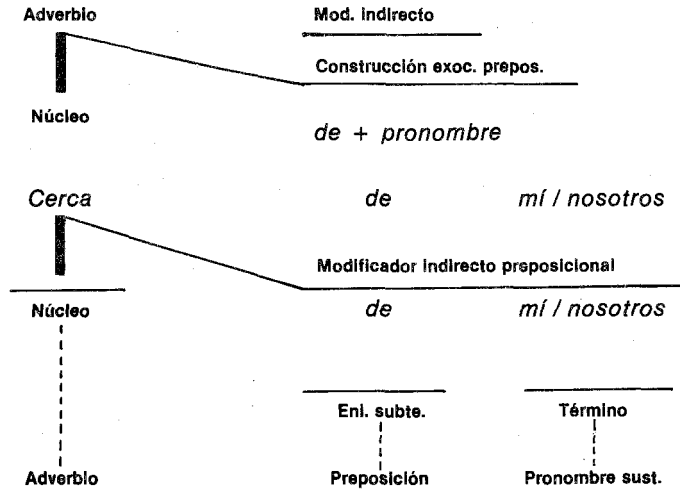 Adverbio Mod. indirecto
Construcción exoc. prepos.
Núcleo
de + pronombre
Cerca de mí / nosotros
Modificador indirecto preposicional
Núcleo de mí / nosotros
Enl. subte. Término
Adverbio Preposición Pronombre sust.